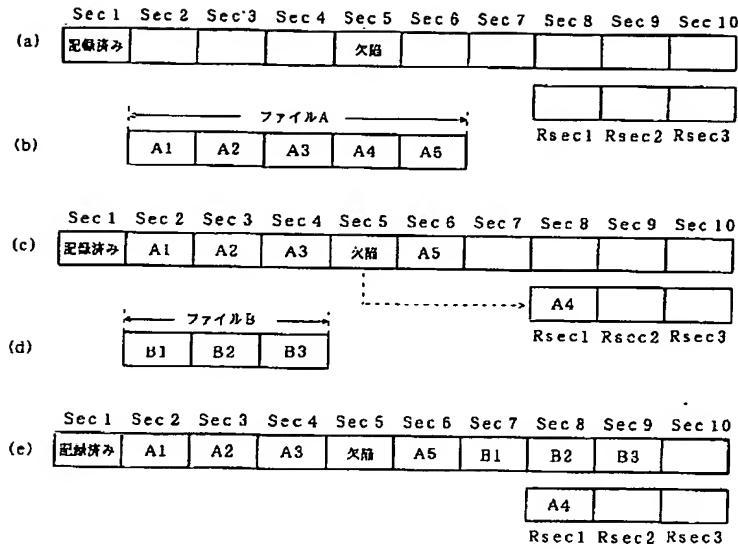 Sec 1 Sec 2 Sec 3 Sec 4 Sec 5 Sec 6 Sec 7 Sec 8 Sec 9 Sec 10
(a) 記録済み 欠陥
Rsec1 Rsec2 Rsec3
ファイルA
(b) A1 A2 A3 A4 A5
Sec 1 Sec 2 Sec 3 Sec 4 Sec 5 Sec 6 Sec 7 Sec 8 Sec 9 Sec 10
(c) 記録済み A1 A2 A3 欠陥 A5
A4
Rsec1 Rsec2 Rsec3
ファイルB
(d) B1 B2 B3
Sec 1 Sec 2 Sec 3 Sec 4 Sec 5 Sec 6 Sec 7 Sec 8 Sec 9 Sec 10
(e) 記録済み A1 A2 A3 欠陥 A5 B1 B2 B3
A4
Rsec1 Rsec2 Rsec3